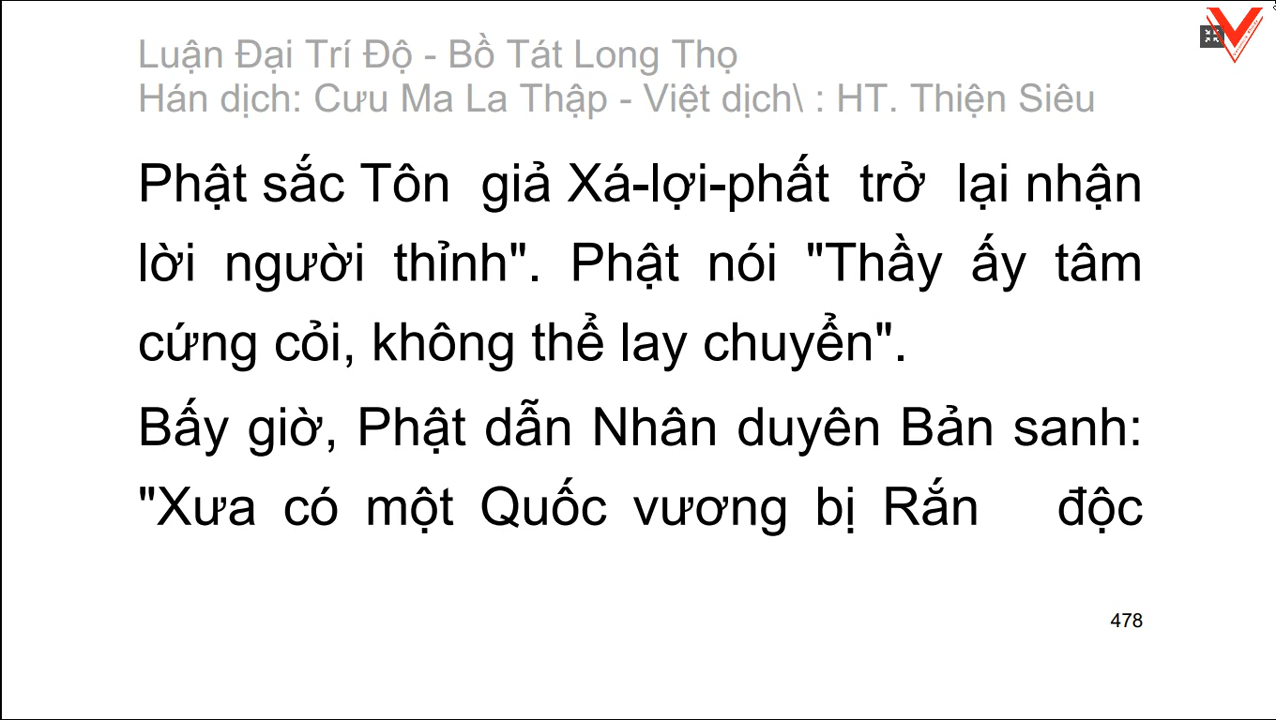 Luận Đại Trí Độ - Bồ Tát Long Thọ
Hán dịch: Cưu Ma La Thập - Việt dịch\ : HT. Thiện Siêu
Phật sắc Tôn giả Xá-lợi-phất trở lại nhận
lời người thỉnh". Phật nói "Thầy ấy tâm
cứng cỏi, không thể lay chuyển".
Bấy giờ, Phật dẫn Nhân duyên Bản sanh:
"Xưa có một Quốc vương bị Rắn độc
478